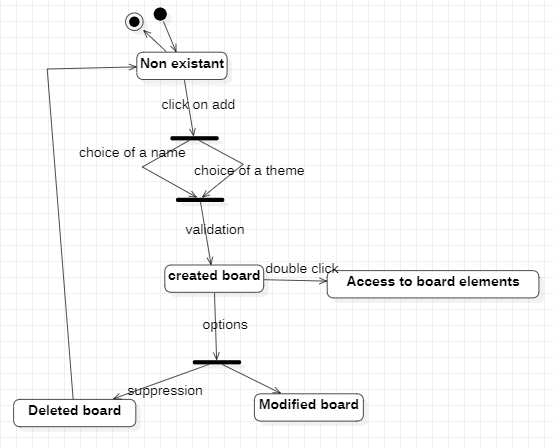 Non existant
click on add
choice of a name
choice of a theme
validation
created board
double click
Access to board elements
options
suppression
Deleted board
Modified board